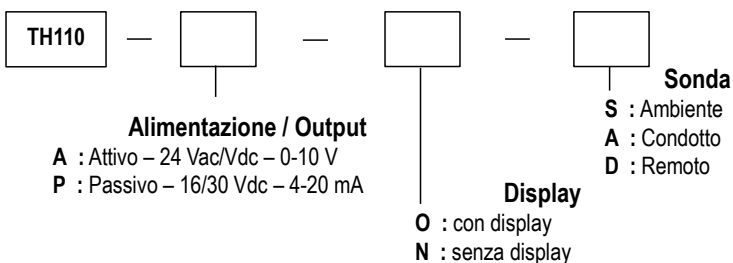 TH110 — — —
Alimentazione / Output
A : Attivo – 24 Vac/Vdc – 0-10 V
P : Passivo – 16/30 Vdc – 4-20 mA
Display
O : con display
N : senza display
Sonda
S : Ambiente
A : Condotto
D : Remoto